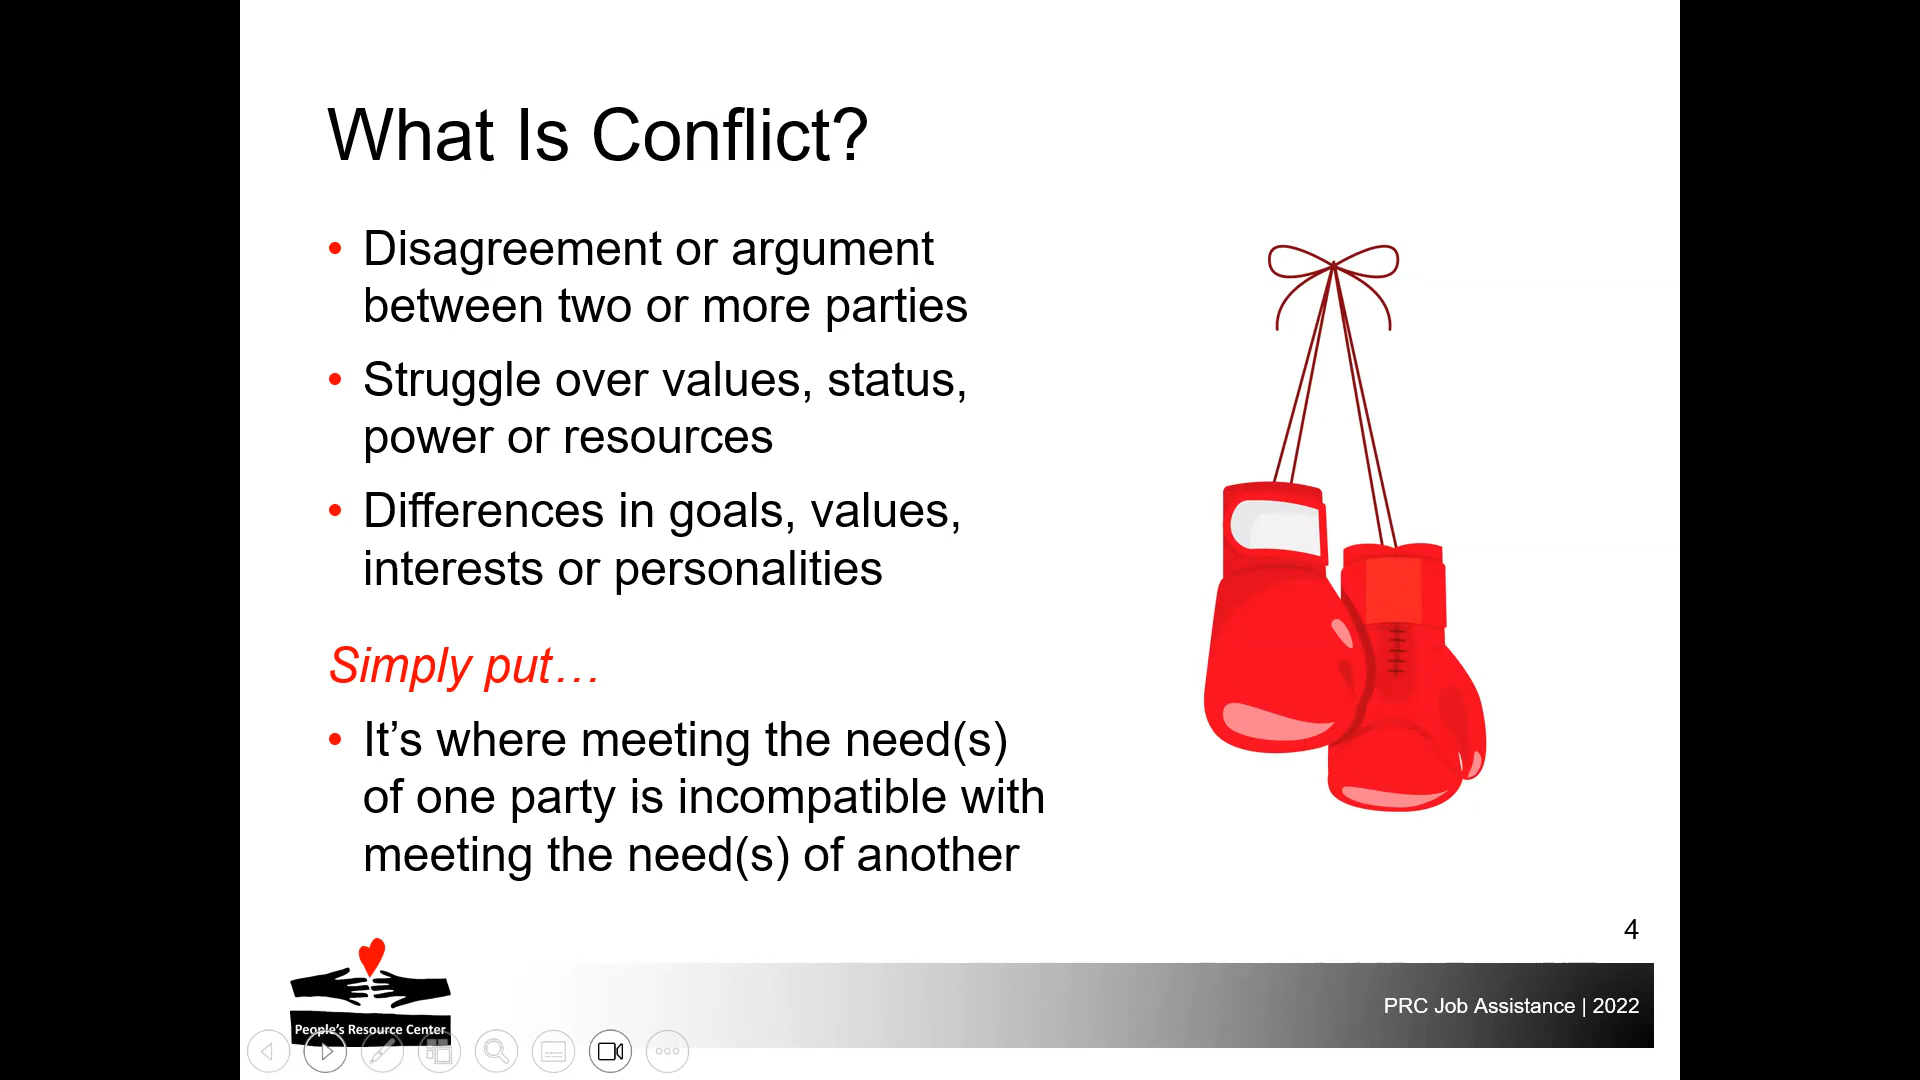 What Is Conflict?
• Disagreement or argument
between two or more parties
• Struggle over values, status,
power or resources
• Differences in goals, values,
interests or personalities
Simply put…
• It’s where meeting the need(s)
of one party is incompatible with
meeting the need(s) of another
4
People’s Resource Center
PRC Job Assistance | 2022